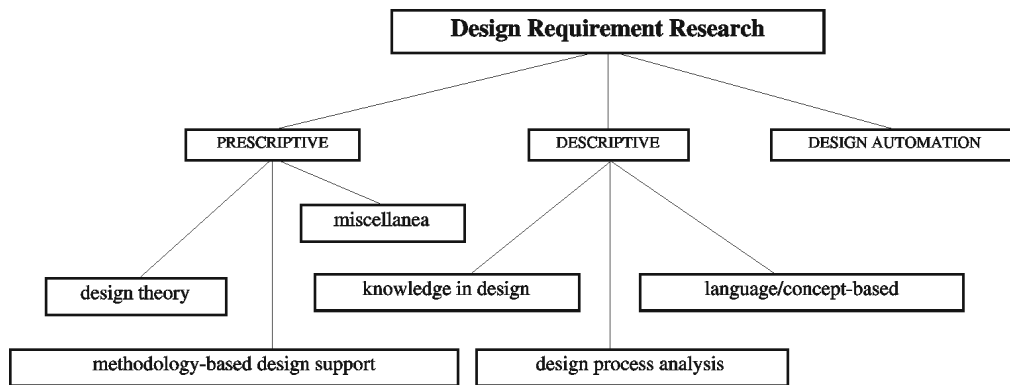 Design Requirement Research
PRESCRIPTIVE
DESCRIPTIVE
DESIGN AUTOMATION
miscellanea
design theory
knowledge in design
language/concept-based
methodology-based design support
design process analysis